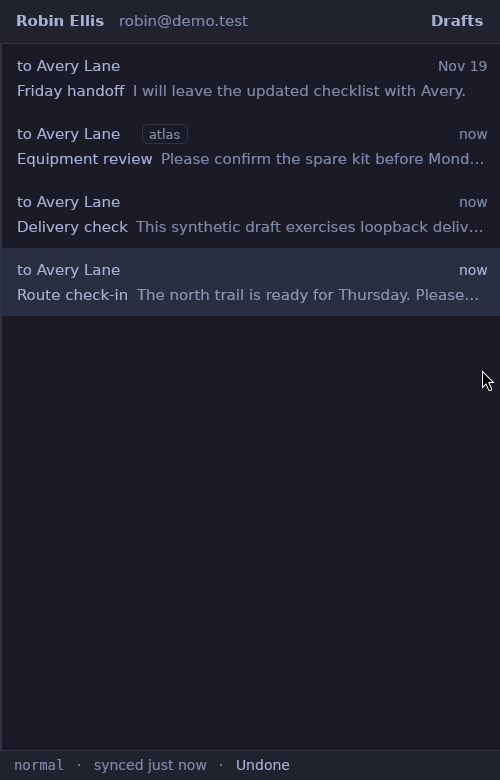 Robin Ellis robin@demo.test Drafts
to Avery Lane Nov 19
Friday handoff I will leave the updated checklist with Avery.
to Avery Lane atlas now
Equipment review Please confirm the spare kit before Mond...
to Avery Lane now
Delivery check This synthetic draft exercises loopback deliv...
to Avery Lane now
Route check-in The north trail is ready for Thursday. Please...
normal · synced just now · Undone